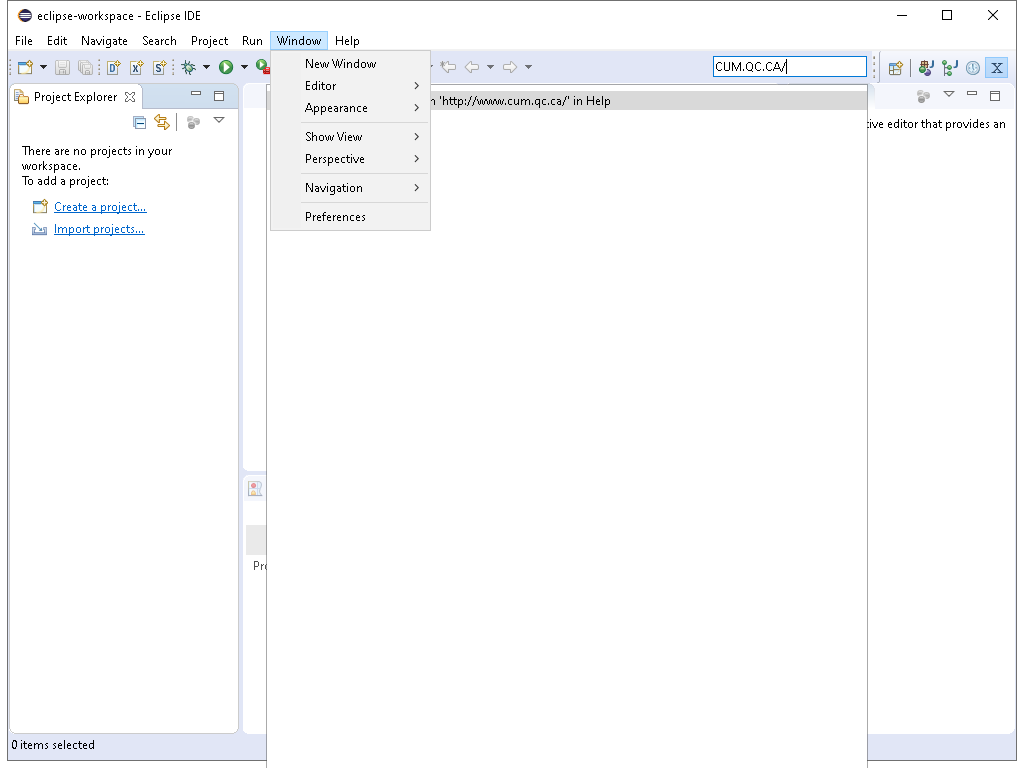 eclipse-workspace - Eclipse IDE
File Edit Navigate Search Project Run Window Help
CUM.QC.CA/
New Window
Editor
Appearance
Show View
Perspective
Navigation
Preferences
'http://www.cum.qc.ca/' in Help
Project Explorer
There are no projects in your
workspace.
To add a project:
Create a project...
Import projects...
editor that provides an
0 items selected